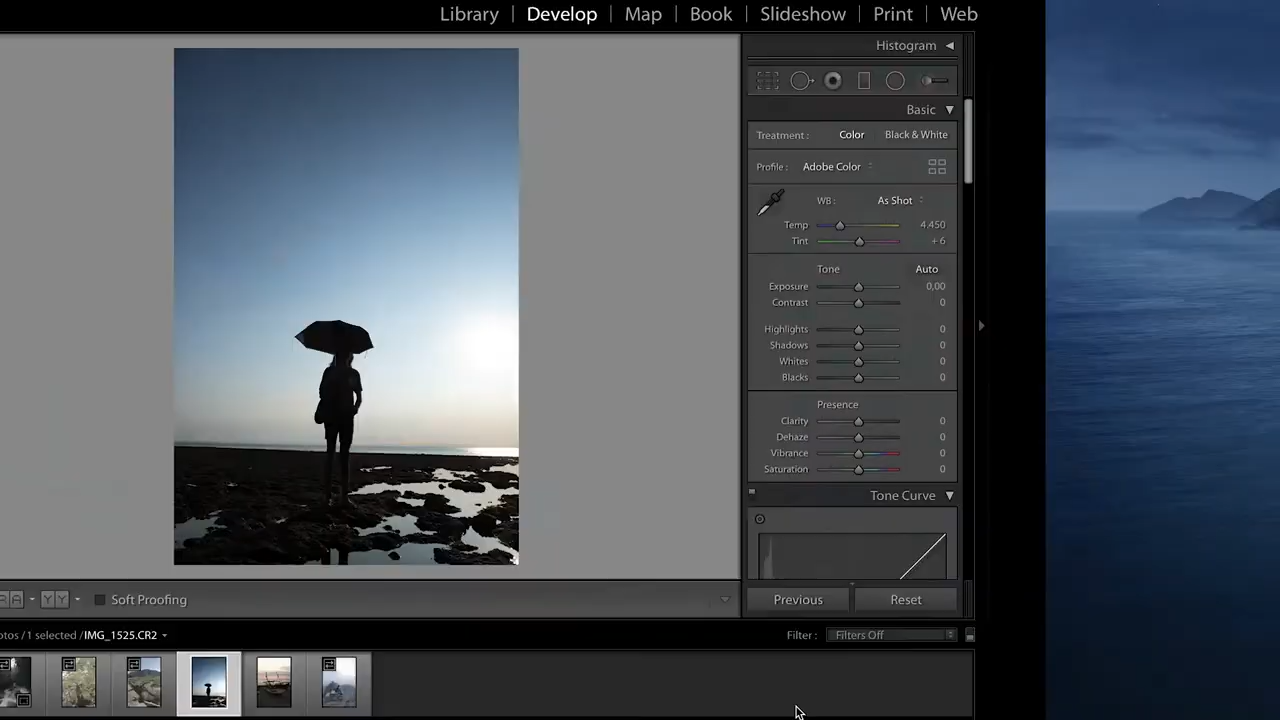 Library | Develop | Map | Book | Slideshow | Print | Web
Histogram
Basic
Treatment : Color Black & White
Profile : Adobe Color
WB : As Shot
Temp 4.450
Tint + 6
Tone Auto
Exposure 0,00
Contrast 0
Highlights 0
Shadows 0
Whites 0
Blacks 0
Presence
Clarity 0
Dehaze 0
Vibrance 0
Saturation 0
Tone Curve
Previous Reset
RA YY Soft Proofing
otos / 1 selected / IMG_1525.CR2 Filter : Filters Off